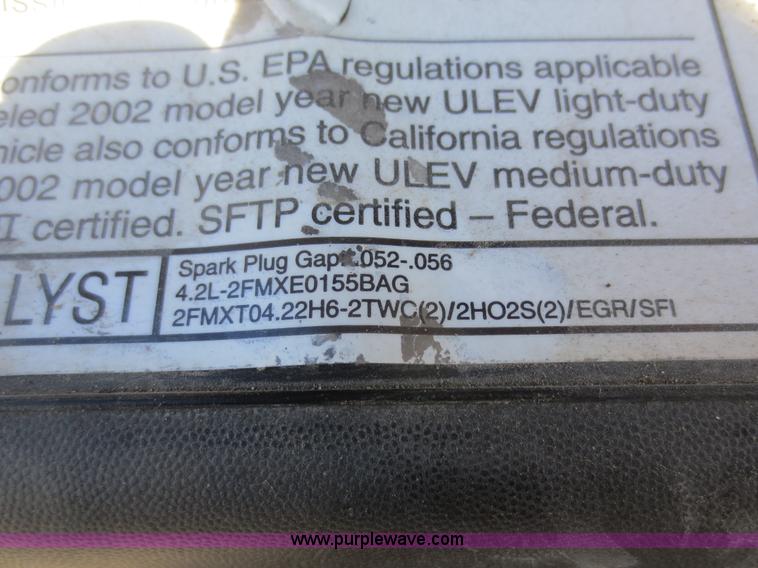 onforms to U.S. EPA regulations applicable
eled 2002 model year new ULEV light-duty
hicle also conforms to California regulations
002 model year new ULEV medium-duty
I certified. SFTP certified – Federal.
LYST
Spark Plug Gap: .052-.056
4.2L-2FMXE0155BAG
2FMXT04.22H6-2TWC(2)/2HO2S(2)/EGR/SFI
www.purplewave.com